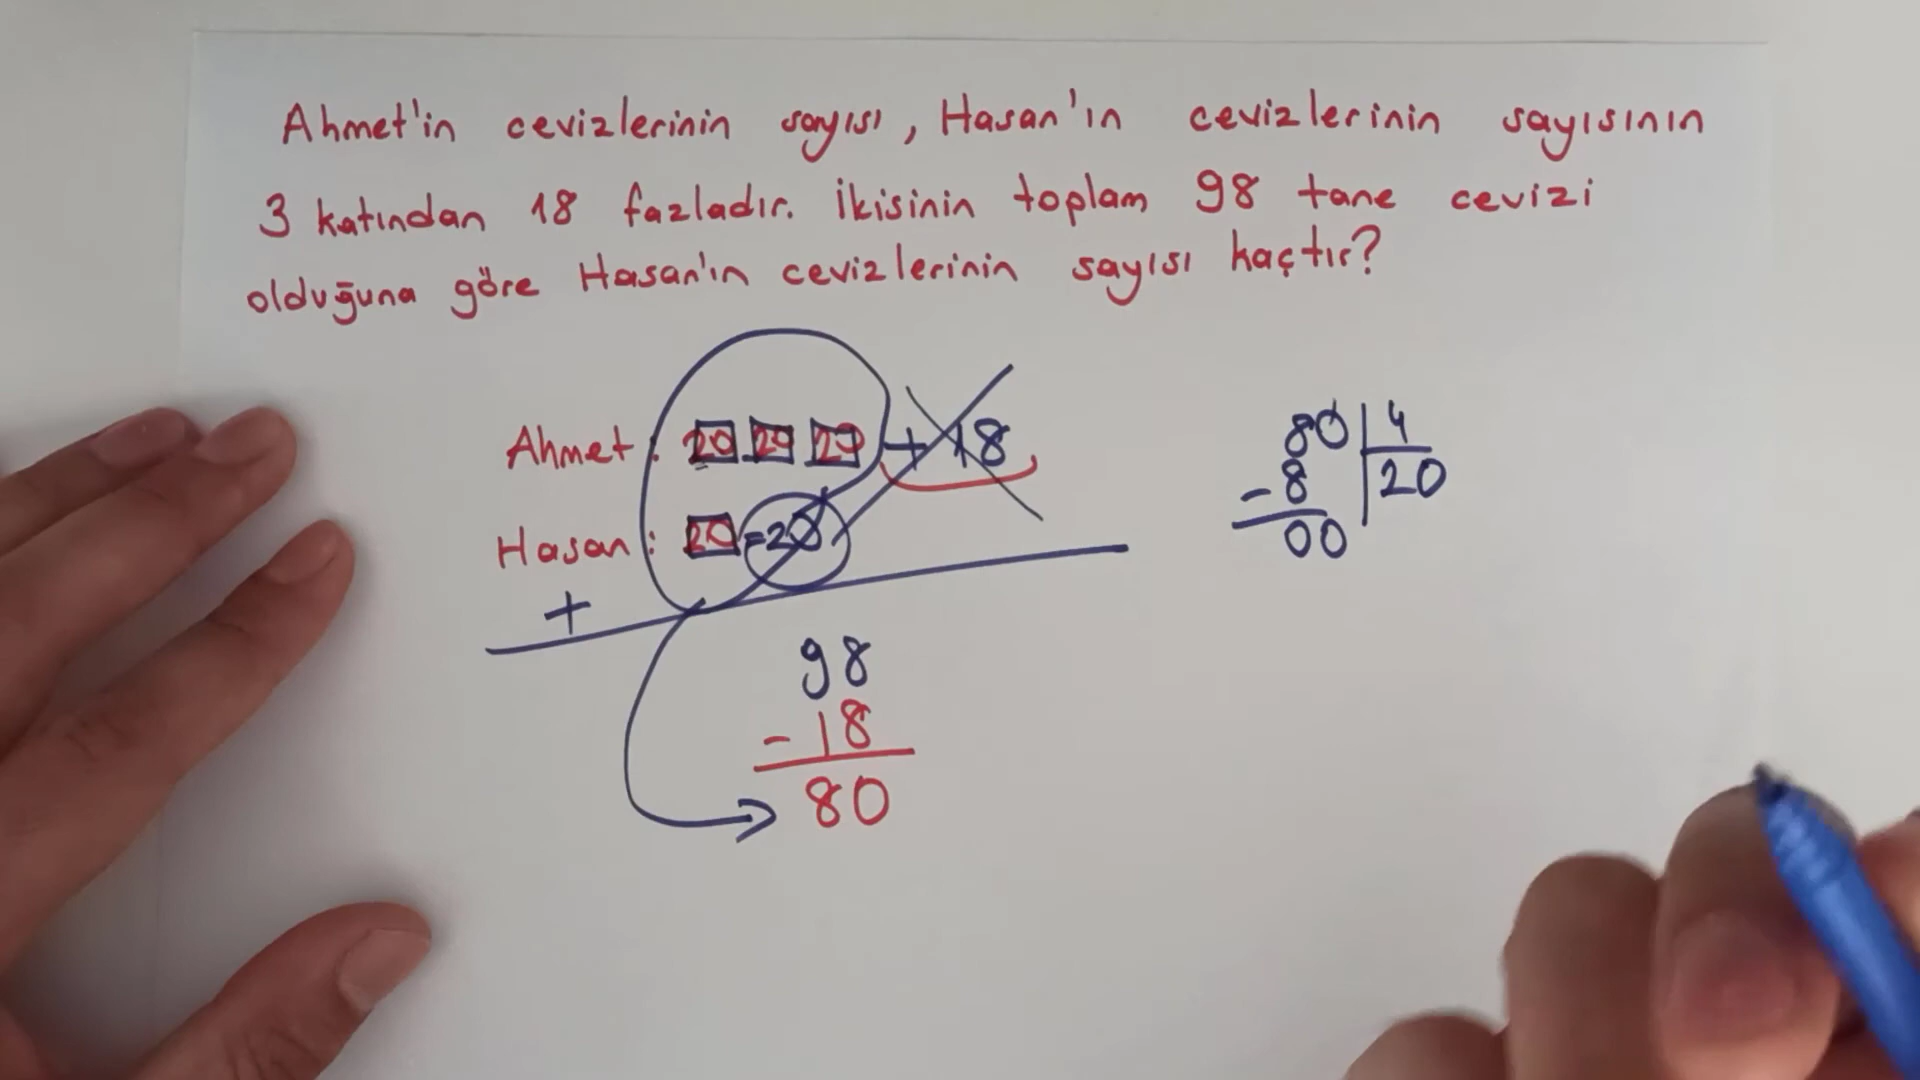 Ahmet'in cevizlerinin sayısı, Hasan'ın cevizlerinin sayısının
3 katından 18 fazladır. İkisinin toplam 98 tane cevizi
olduğuna göre Hasan'ın cevizlerinin sayısı kaçtır?
Ahmet: 20 20 20 + 18
Hasan: 20 = 20
+
98
- 18
80
80 4
- 8 20
00